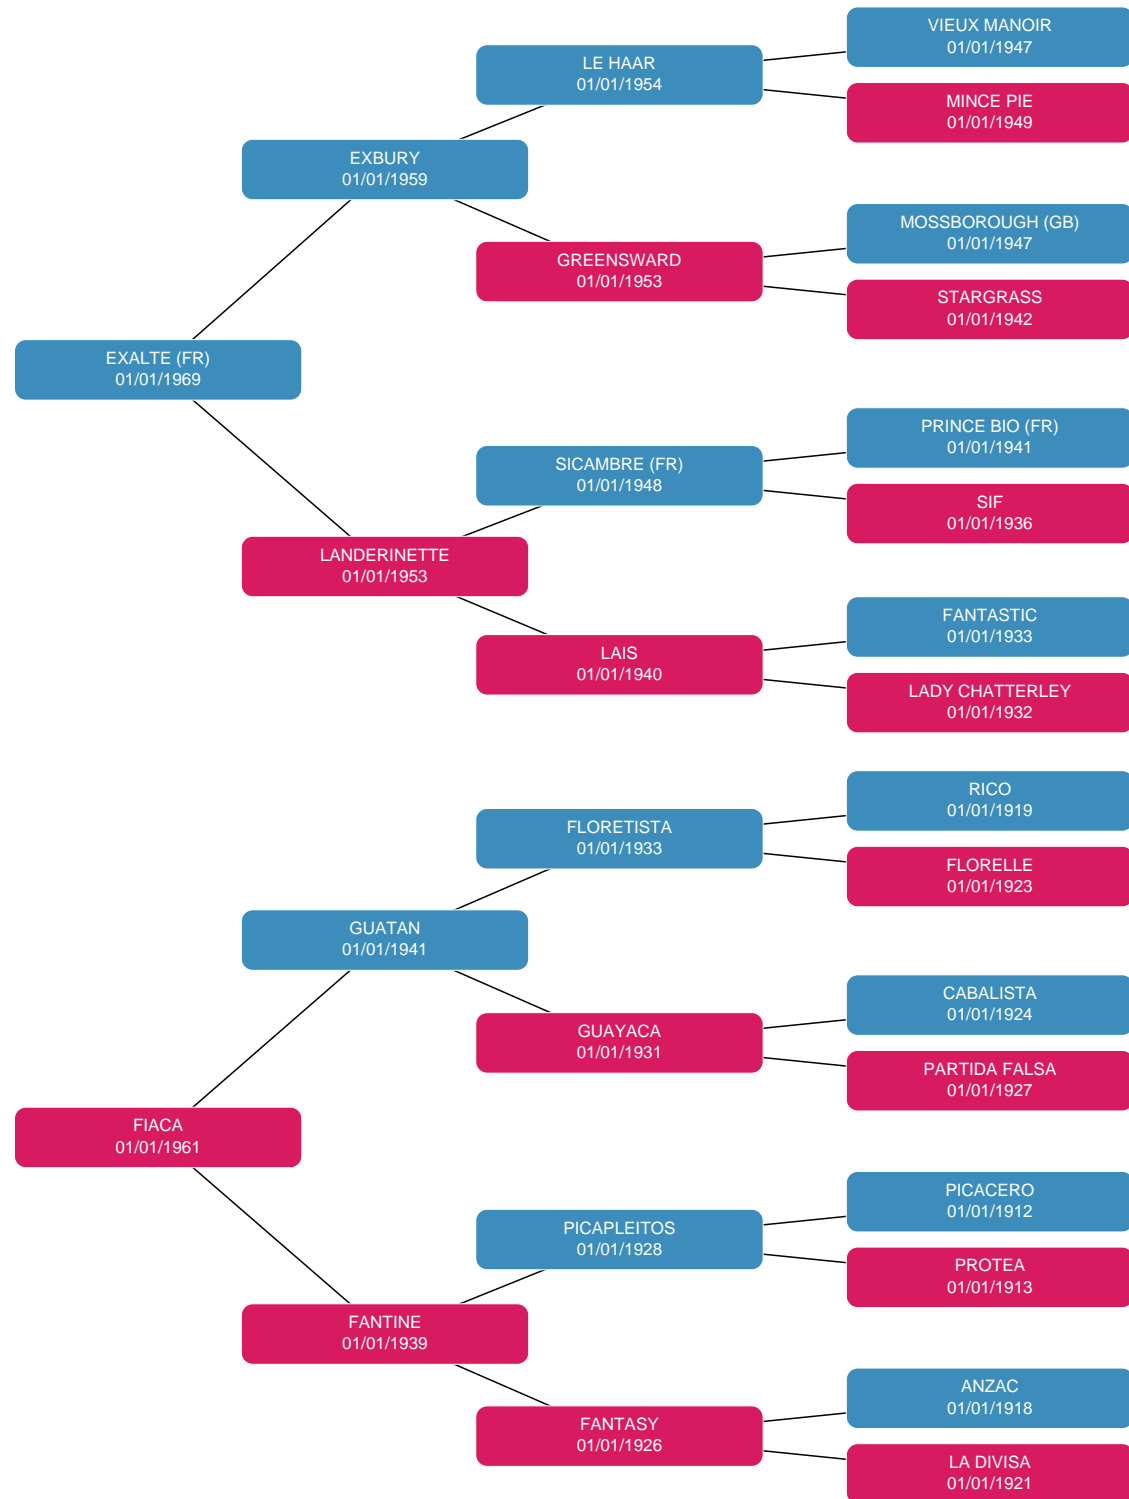 VIEUX MANOIR
01/01/1947
LE HAAR
01/01/1954
MINCE PIE
01/01/1949
EXBURY
01/01/1959
MOSSBOROUGH (GB)
01/01/1947
GREENSWARD
01/01/1953
STARGRASS
01/01/1942
EXALTE (FR)
01/01/1969
PRINCE BIO (FR)
01/01/1941
SICAMBRE (FR)
01/01/1948
SIF
01/01/1936
LANDERINETTE
01/01/1953
FANTASTIC
01/01/1933
LAIS
01/01/1940
LADY CHATTERLEY
01/01/1932
RICO
01/01/1919
FLORETISTA
01/01/1933
FLORELLE
01/01/1923
GUATAN
01/01/1941
CABALISTA
01/01/1924
GUAYACA
01/01/1931
PARTIDA FALSA
01/01/1927
FIACA
01/01/1961
PICACERO
01/01/1912
PICAPLEITOS
01/01/1928
PROTEA
01/01/1913
FANTINE
01/01/1939
ANZAC
01/01/1918
FANTASY
01/01/1926
LA DIVISA
01/01/1921